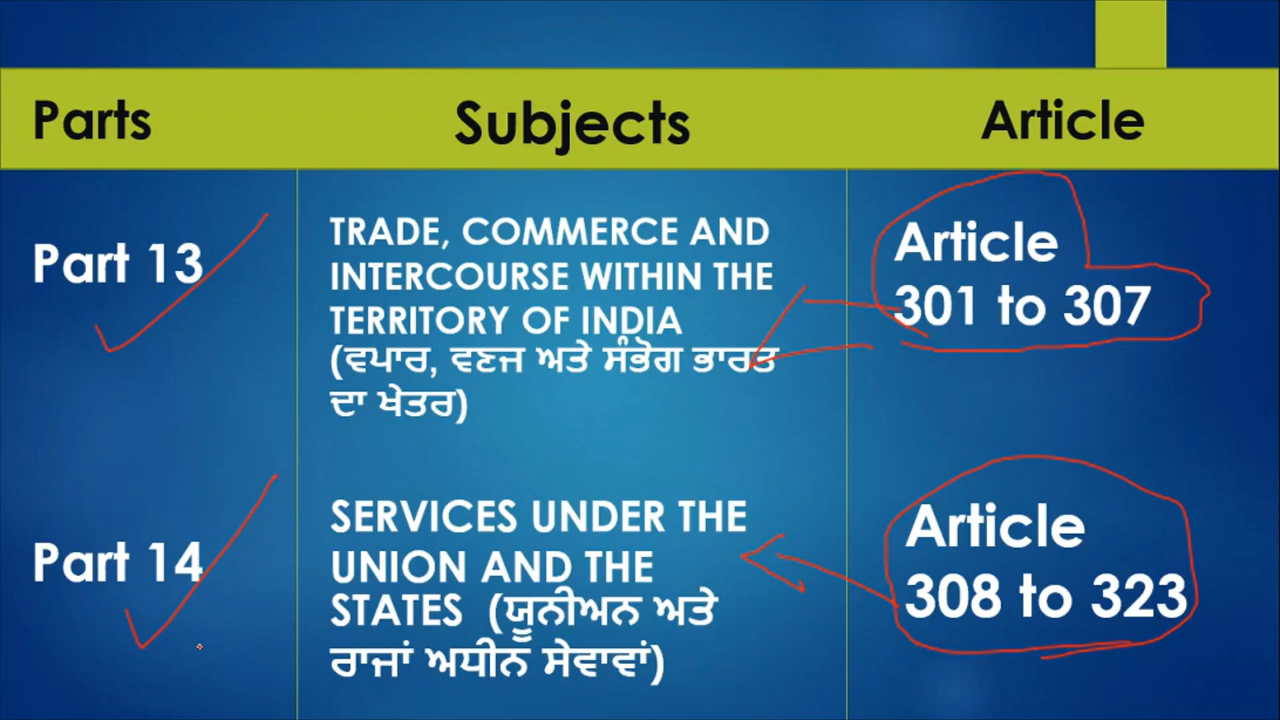 Parts Subjects Article
Part 13
TRADE, COMMERCE AND
INTERCOURSE WITHIN THE
TERRITORY OF INDIA
(ਵਪਾਰ, ਵਣਜ ਅਤੇ ਸੰਭੋਗ ਭਾਰਤ
ਦਾ ਖੇਤਰ)
Article
301 to 307
Part 14
SERVICES UNDER THE
UNION AND THE
STATES (ਯੂਨੀਅਨ ਅਤੇ
ਰਾਜਾਂ ਅਧੀਨ ਸੇਵਾਵਾਂ)
Article
308 to 323